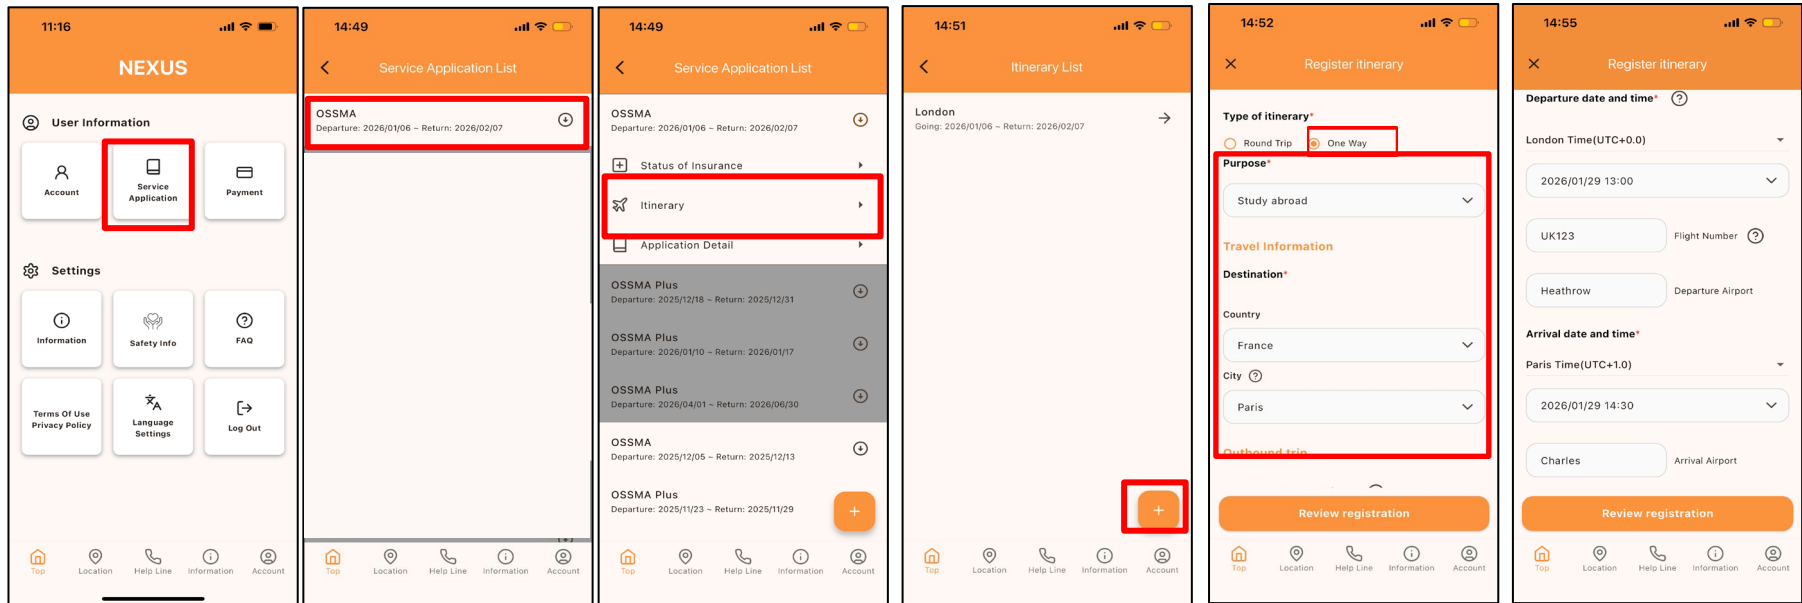 11:16
NEXUS
User Information
Account
Service
Application
Payment
Settings
Information
Safety Info
FAQ
Terms Of Use
Privacy Policy
Language
Settings
Log Out
Top
Location
Help Line
Information
Account
14:49
Service Application List
OSSMA
Departure: 2026/01/06 ~ Return: 2026/02/07
Top
Location
Help Line
Information
Account
14:49
Service Application List
OSSMA
Departure: 2026/01/06 ~ Return: 2026/02/07
Status of Insurance
Itinerary
Application Detail
OSSMA Plus
Departure: 2025/12/18 ~ Return: 2025/12/31
OSSMA Plus
Departure: 2026/01/10 ~ Return: 2026/01/17
OSSMA Plus
Departure: 2026/04/01 ~ Return: 2026/06/30
OSSMA
Departure: 2025/12/05 ~ Return: 2025/12/13
OSSMA Plus
Departure: 2025/11/23 ~ Return: 2025/11/29
+
Top
Location
Help Line
Information
Account
14:51
Itinerary List
London
Going: 2026/01/06 ~ Return: 2026/02/07
+
Top
Location
Help Line
Information
Account
14:52
Register itinerary
Type of itinerary*
Round Trip
One Way
Purpose*
Study abroad
Travel Information
Destination*
Country
France
City
Paris
Outbound trip
Review registration
Top
Location
Help Line
Information
Account
14:55
Register itinerary
Departure date and time*
London Time(UTC+0.0)
2026/01/29 13:00
UK123
Flight Number
Heathrow
Departure Airport
Arrival date and time*
Paris Time(UTC+1.0)
2026/01/29 14:30
Charles
Arrival Airport
Review registration
Top
Location
Help Line
Information
Account